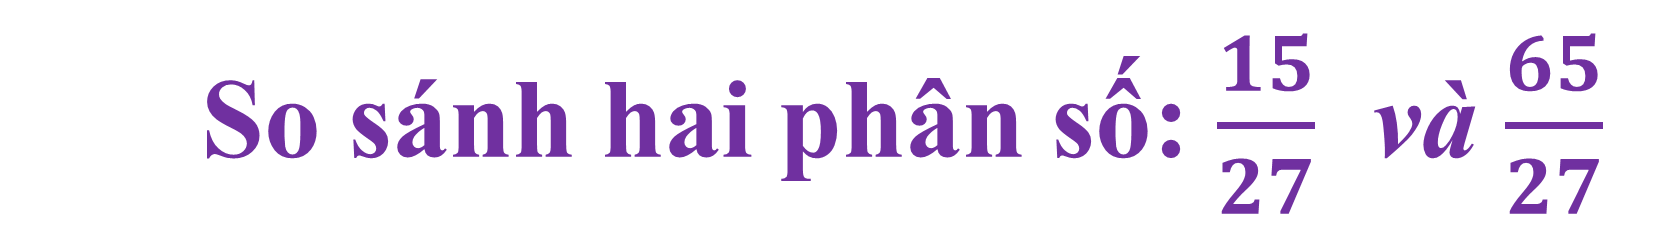 So sánh hai phân số: 15/27 và 65/27